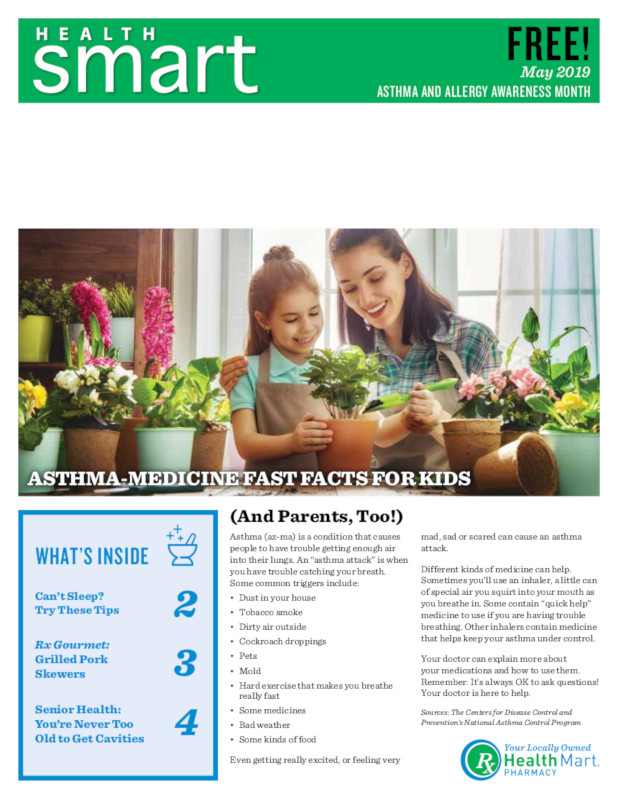 HEALTH
smart
FREE!
May 2019
ASTHMA AND ALLERGY AWARENESS MONTH
ASTHMA-MEDICINE FAST FACTS FOR KIDS
WHAT'S INSIDE
Can't Sleep?
Try These Tips
2
Rx Gourmet:
Grilled Pork
Skewers
3
Senior Health:
You're Never Too
Old to Get Cavities
4
(And Parents, Too!)
Asthma (az-ma) is a condition that causes
people to have trouble getting enough air
into their lungs. An "asthma attack" is when
you have trouble catching your breath.
Some common triggers include:
• Dust in your house
• Tobacco smoke
• Dirty air outside
• Cockroach droppings
• Pets
• Mold
• Hard exercise that makes you breathe
really fast
• Some medicines
• Bad weather
• Some kinds of food
Even getting really excited, or feeling very
mad, sad or scared can cause an asthma
attack.
Different kinds of medicine can help.
Sometimes you'll use an inhaler, a little can
of special air you squirt into your mouth as
you breathe in. Some contain "quick help"
medicine to use if you are having trouble
breathing. Other inhalers contain medicine
that helps keep your asthma under control.
Your doctor can explain more about
your medications and how to use them.
Remember: It's always OK to ask questions!
Your doctor is here to help.
Sources: The Centers for Disease Control and
Prevention's National Asthma Control Program
Rx
Your Locally Owned
Health Mart.
PHARMACY